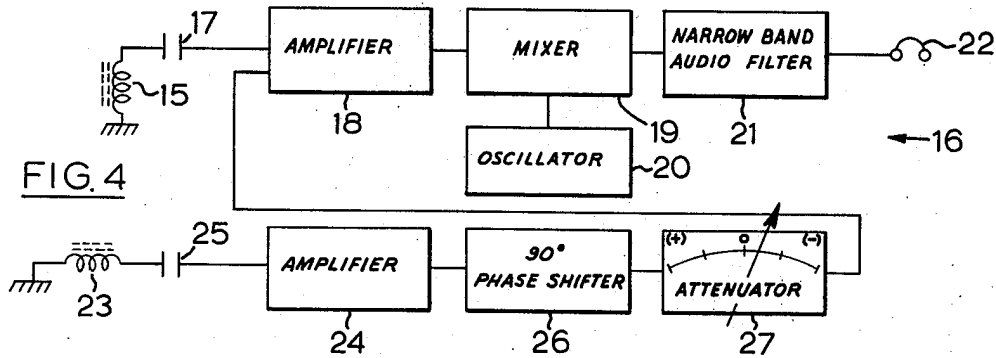 17
AMPLIFIER
MIXER
NARROW BAND
AUDIO FILTER
22
15
18
19
21
16
OSCILLATOR
20
FIG. 4
25
AMPLIFIER
90°
PHASE SHIFTER
(+) 0 (-)
ATTENUATOR
23
24
26
27